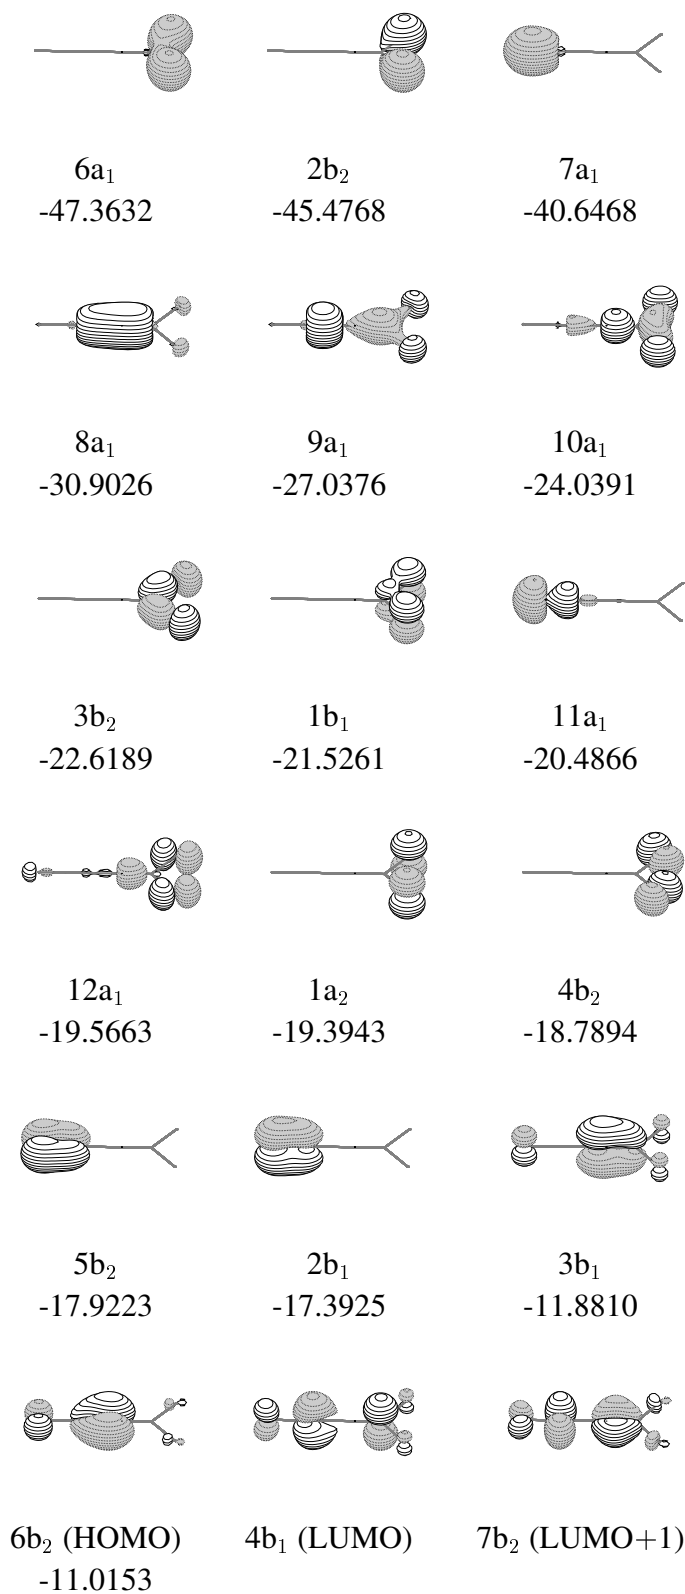 6a₁ 2b₂ 7a₁
-47.3632 -45.4768 -40.6468
8a₁ 9a₁ 10a₁
-30.9026 -27.0376 -24.0391
3b₂ 1b₁ 11a₁
-22.6189 -21.5261 -20.4866
12a₁ 1a₂ 4b₂
-19.5663 -19.3943 -18.7894
5b₂ 2b₁ 3b₁
-17.9223 -17.3925 -11.8810
6b₂ (HOMO) 4b₁ (LUMO) 7b₂ (LUMO+1)
-11.0153